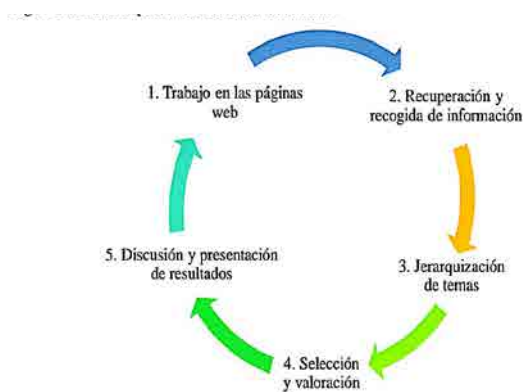 1. Trabajo en las páginas
web
2. Recuperación y
recogida de información
3. Jerarquización
de temas
4. Selección
y valoración
5. Discusión y presentación
de resultados